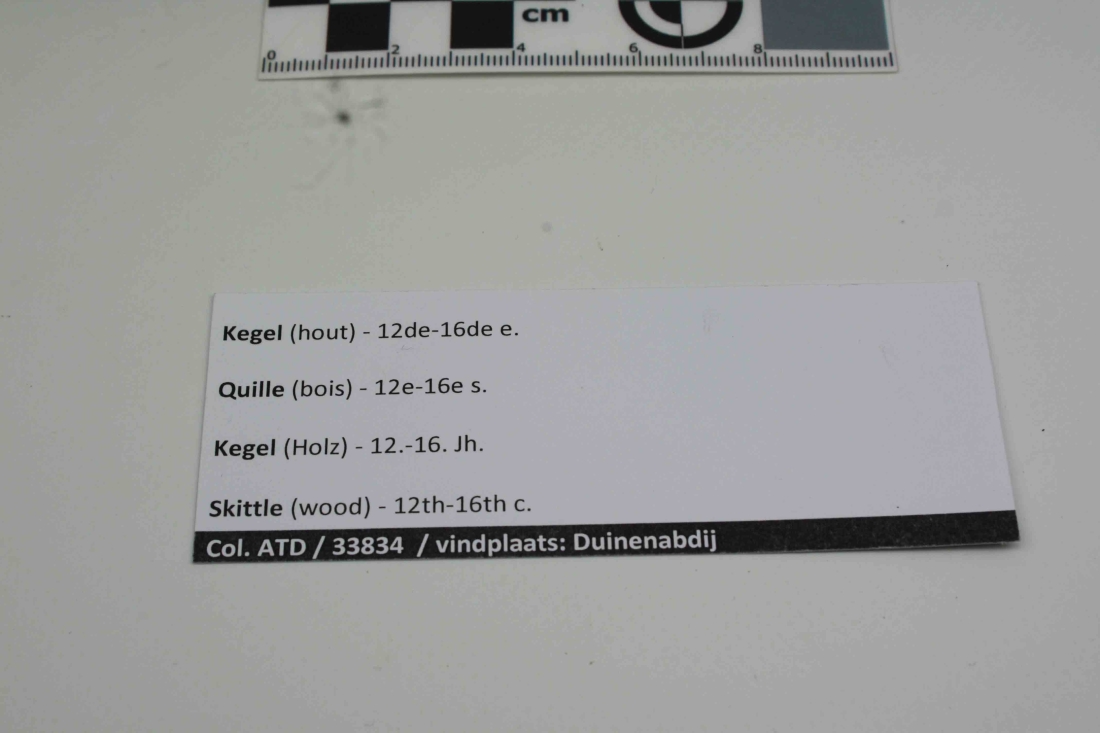 cm
0 2 4 6 8
Kegel (hout) - 12de-16de e.
Quille (bois) - 12e-16e s.
Kegel (Holz) - 12.-16. Jh.
Skittle (wood) - 12th-16th c.
Col. ATD / 33834 / vindplaats: Duinenabdij